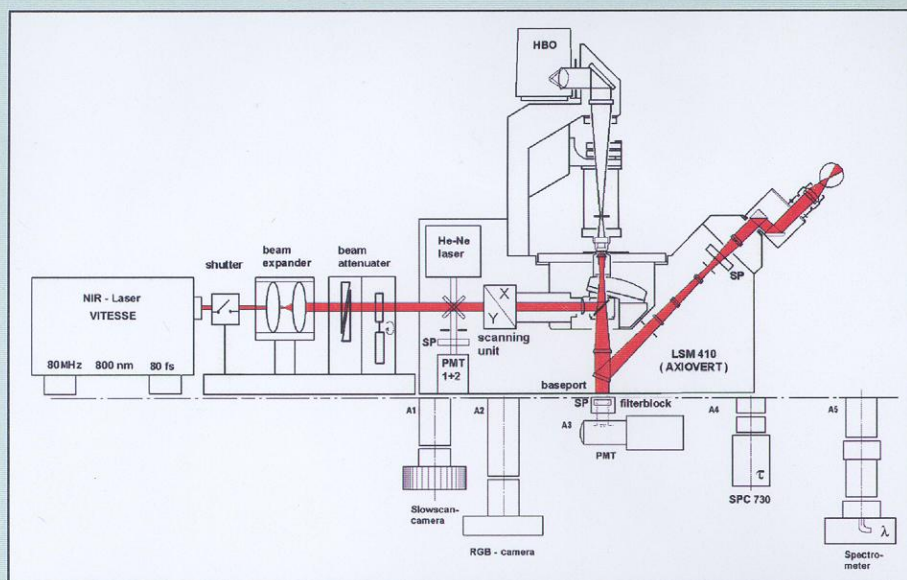 HBO
He-Ne
laser
shutter
beam
expander
beam
attenuater
NIR - Laser
VITESSE
80MHz 800 nm 80 fs
X
Y
scanning
unit
SP
PMT
1+2
SP
LSM 410
( AXIOVERT )
baseport
SP filterblock
A1
A2
A3
A4
A5
PMT
τ
SPC 730
Slowscan-
camera
RGB - camera
λ
Spectro-
meter